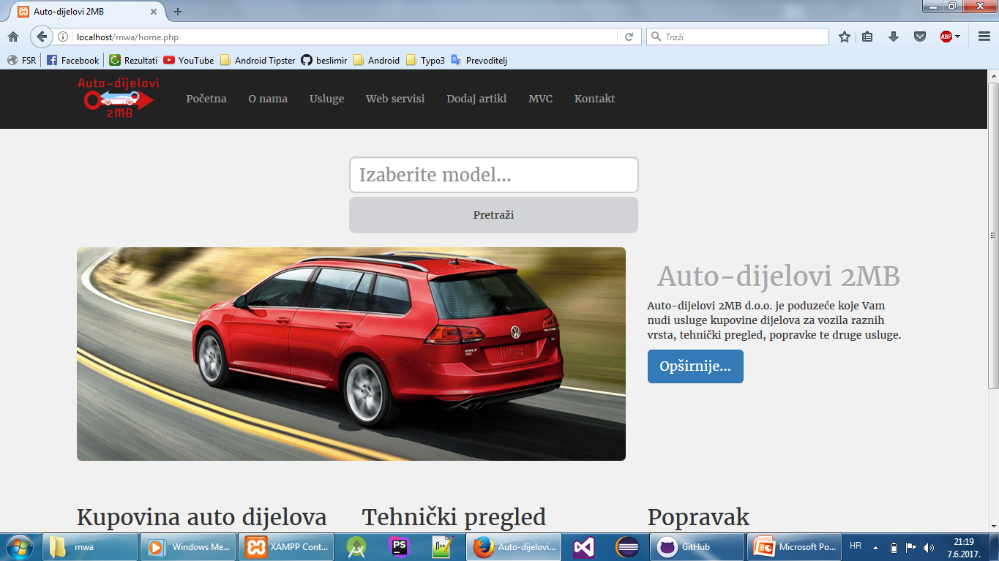 Auto-dijelovi 2MB
localhost/rnwa/home.php
Traži
ABP
FSR Facebook Rezultati YouTube Android Tipster beslimir Android Typo3 Prevoditelj
Auto-dijelovi
2MB
Početna O nama Usluge Web servisi Dodaj artikl MVC Kontakt
Izaberite model...
Pretraži
GOLF
Auto-dijelovi 2MB
Auto-dijelovi 2MB d.o.o. je poduzeće koje Vam
nudi usluge kupovine dijelova za vozila raznih
vrsta, tehnički pregled, popravke te druge usluge.
Opširnije...
Kupovina auto dijelova Tehnički pregled Popravak
rnwa Windows Me... XAMPP Cont... PS Auto-dijelovi... GitHub Microsoft Po... HR 21:19
7.6.2017.